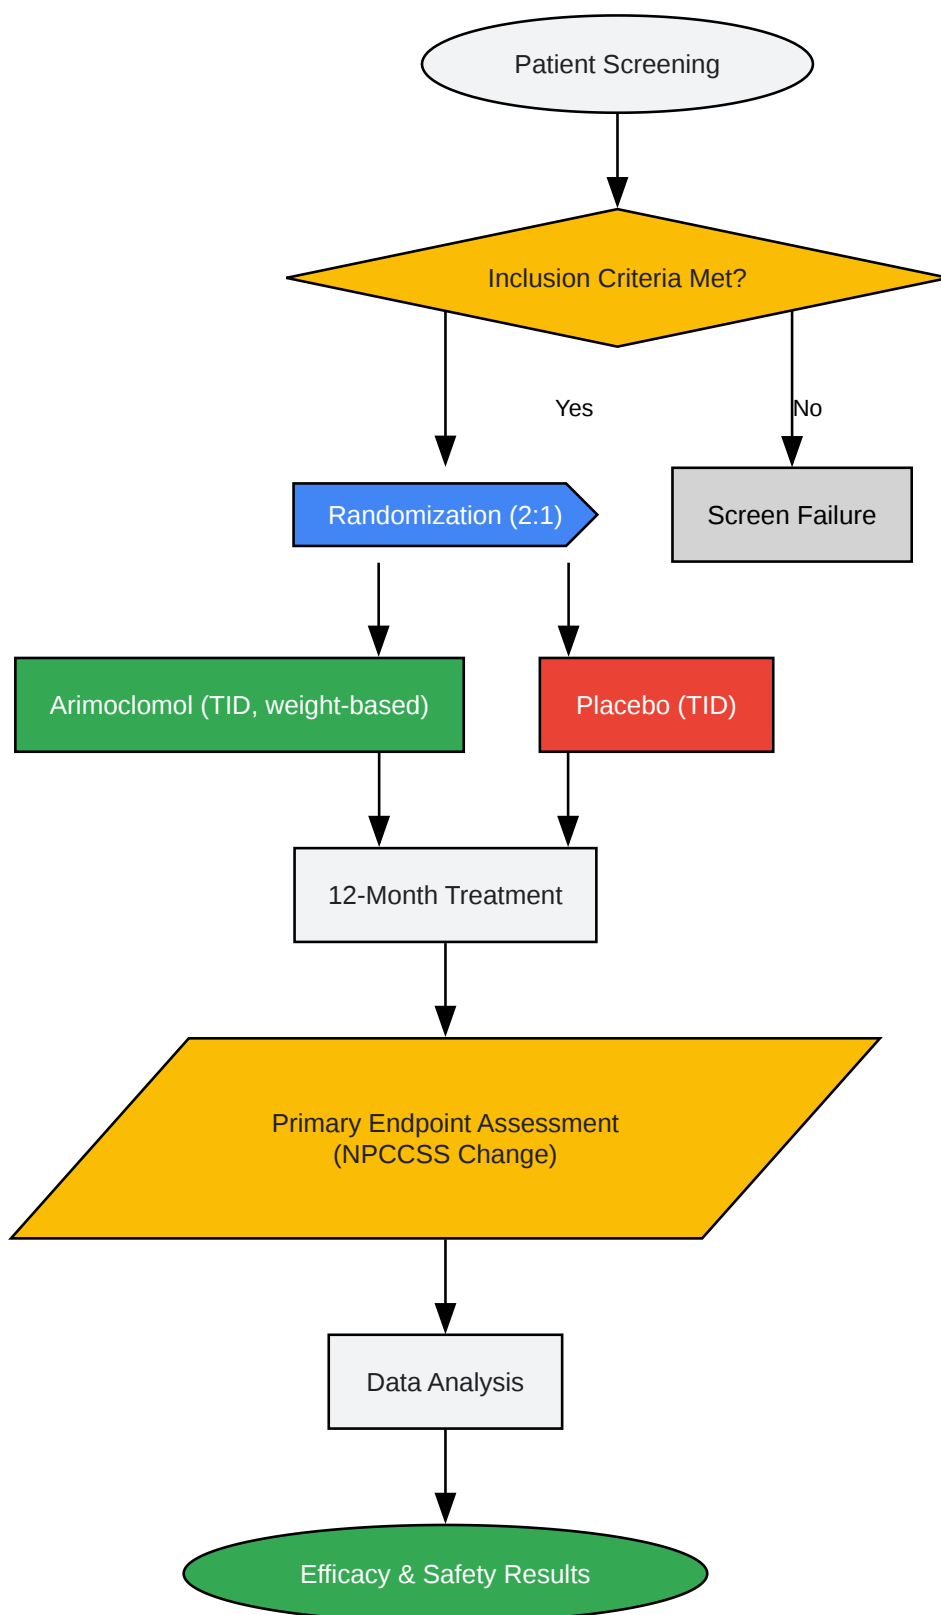 Patient Screening
Inclusion Criteria Met?
Yes
No
Randomization (2:1)
Screen Failure
Arimoclomol (TID, weight-based)
Placebo (TID)
12-Month Treatment
Primary Endpoint Assessment
(NPCCSS Change)
Data Analysis
Efficacy & Safety Results